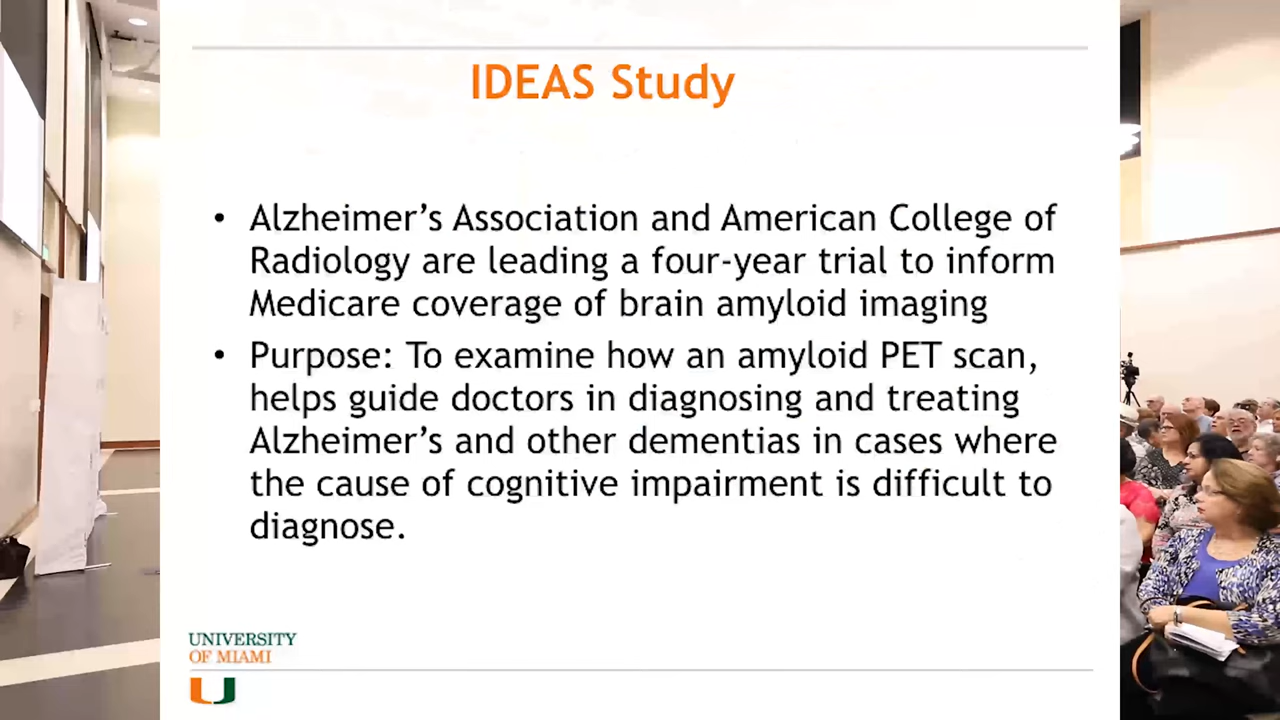 IDEAS Study
• Alzheimer’s Association and American College of
Radiology are leading a four-year trial to inform
Medicare coverage of brain amyloid imaging
• Purpose: To examine how an amyloid PET scan,
helps guide doctors in diagnosing and treating
Alzheimer’s and other dementias in cases where
the cause of cognitive impairment is difficult to
diagnose.
UNIVERSITY
OF MIAMI